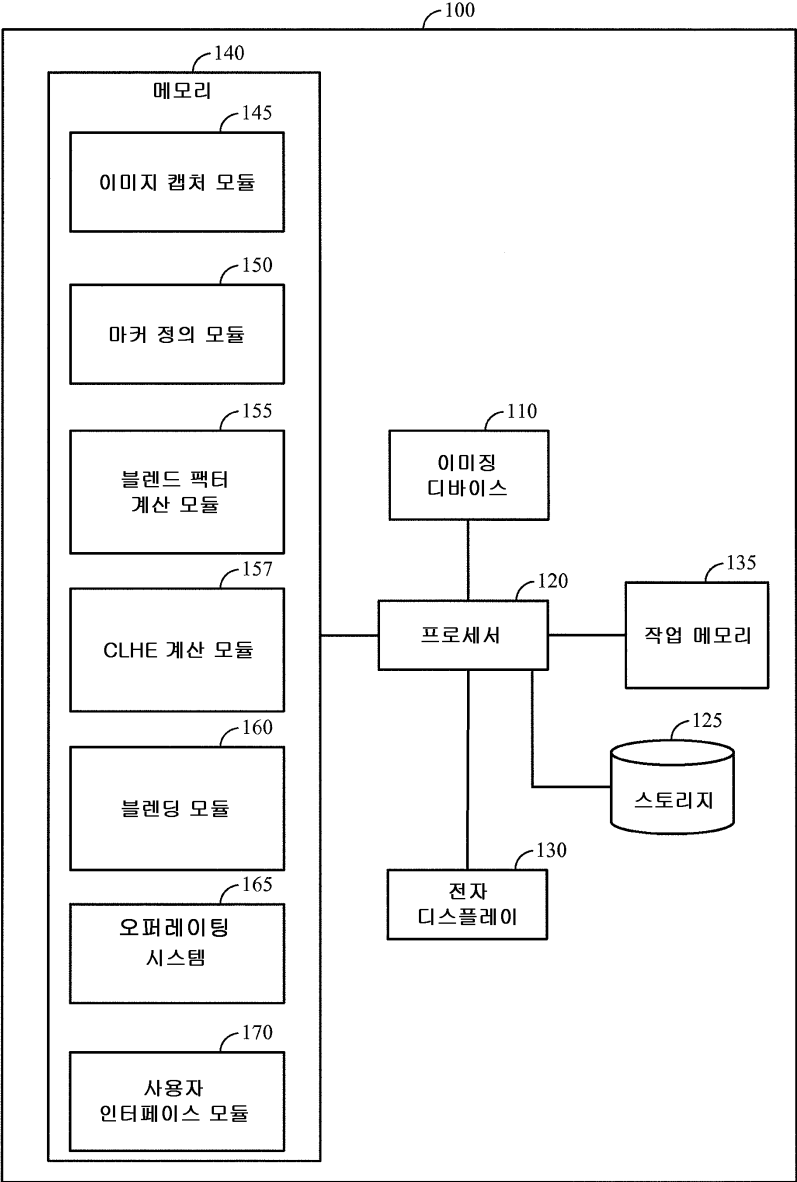 100
140
메모리
145
이미지 캡처 모듈
150
마커 정의 모듈
155
블렌드 팩터
계산 모듈
157
CLHE 계산 모듈
160
블렌딩 모듈
165
오퍼레이팅
시스템
170
사용자
인터페이스 모듈
110
이미징
디바이스
120
프로세서
135
작업 메모리
125
스토리지
130
전자
디스플레이